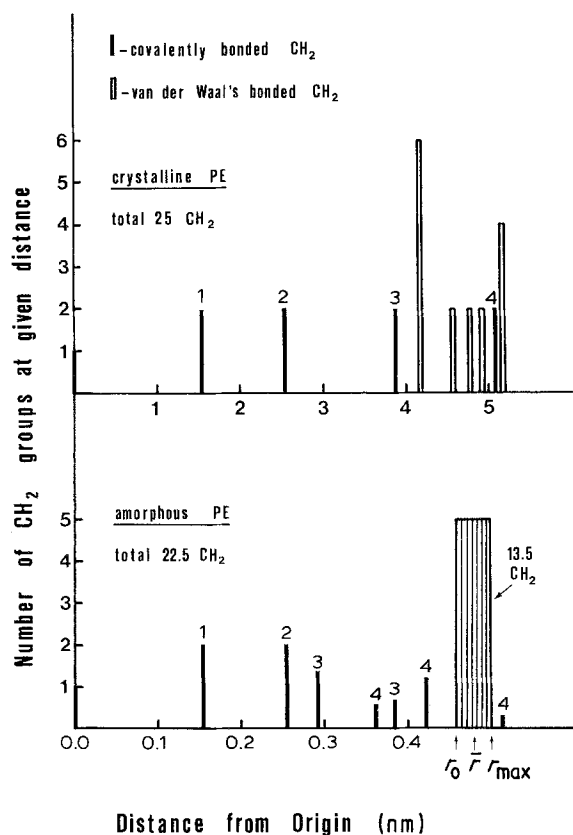 -covalently bonded CH2
-van der Waal's bonded CH2
Number of CH2 groups at given distance
6
5
4
3
2
1
crystalline PE
total 25 CH2
1
2
3
4
1
2
3
4
5
5
4
3
2
1
amorphous PE
total 22.5 CH2
13.5
CH2
1
2
3
4
3
4
4
0.0
0.1
0.2
0.3
0.4
r0
r̄
rmax
Distance from Origin (nm)